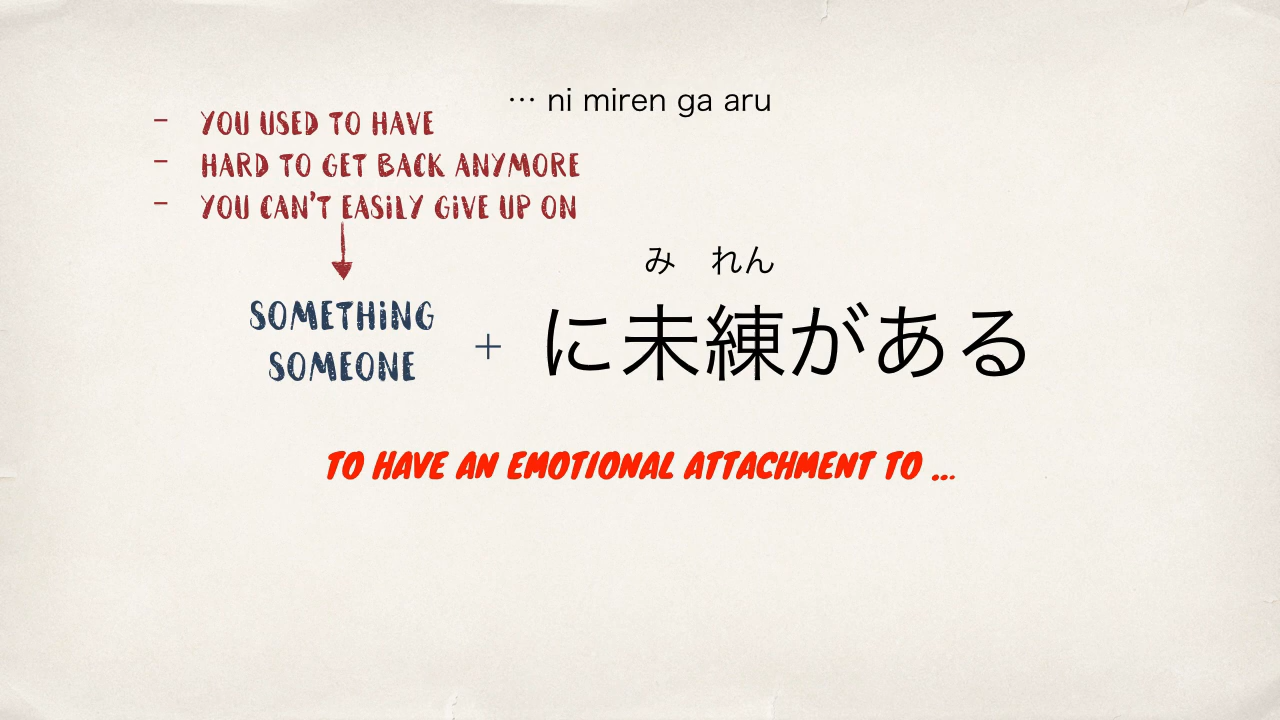 … ni miren ga aru
- YOU USED TO HAVE
- HARD TO GET BACK ANYMORE
- YOU CAN'T EASILY GIVE UP ON
み れん
SOMETHING
SOMEONE
+ に未練がある
TO HAVE AN EMOTIONAL ATTACHMENT TO ...